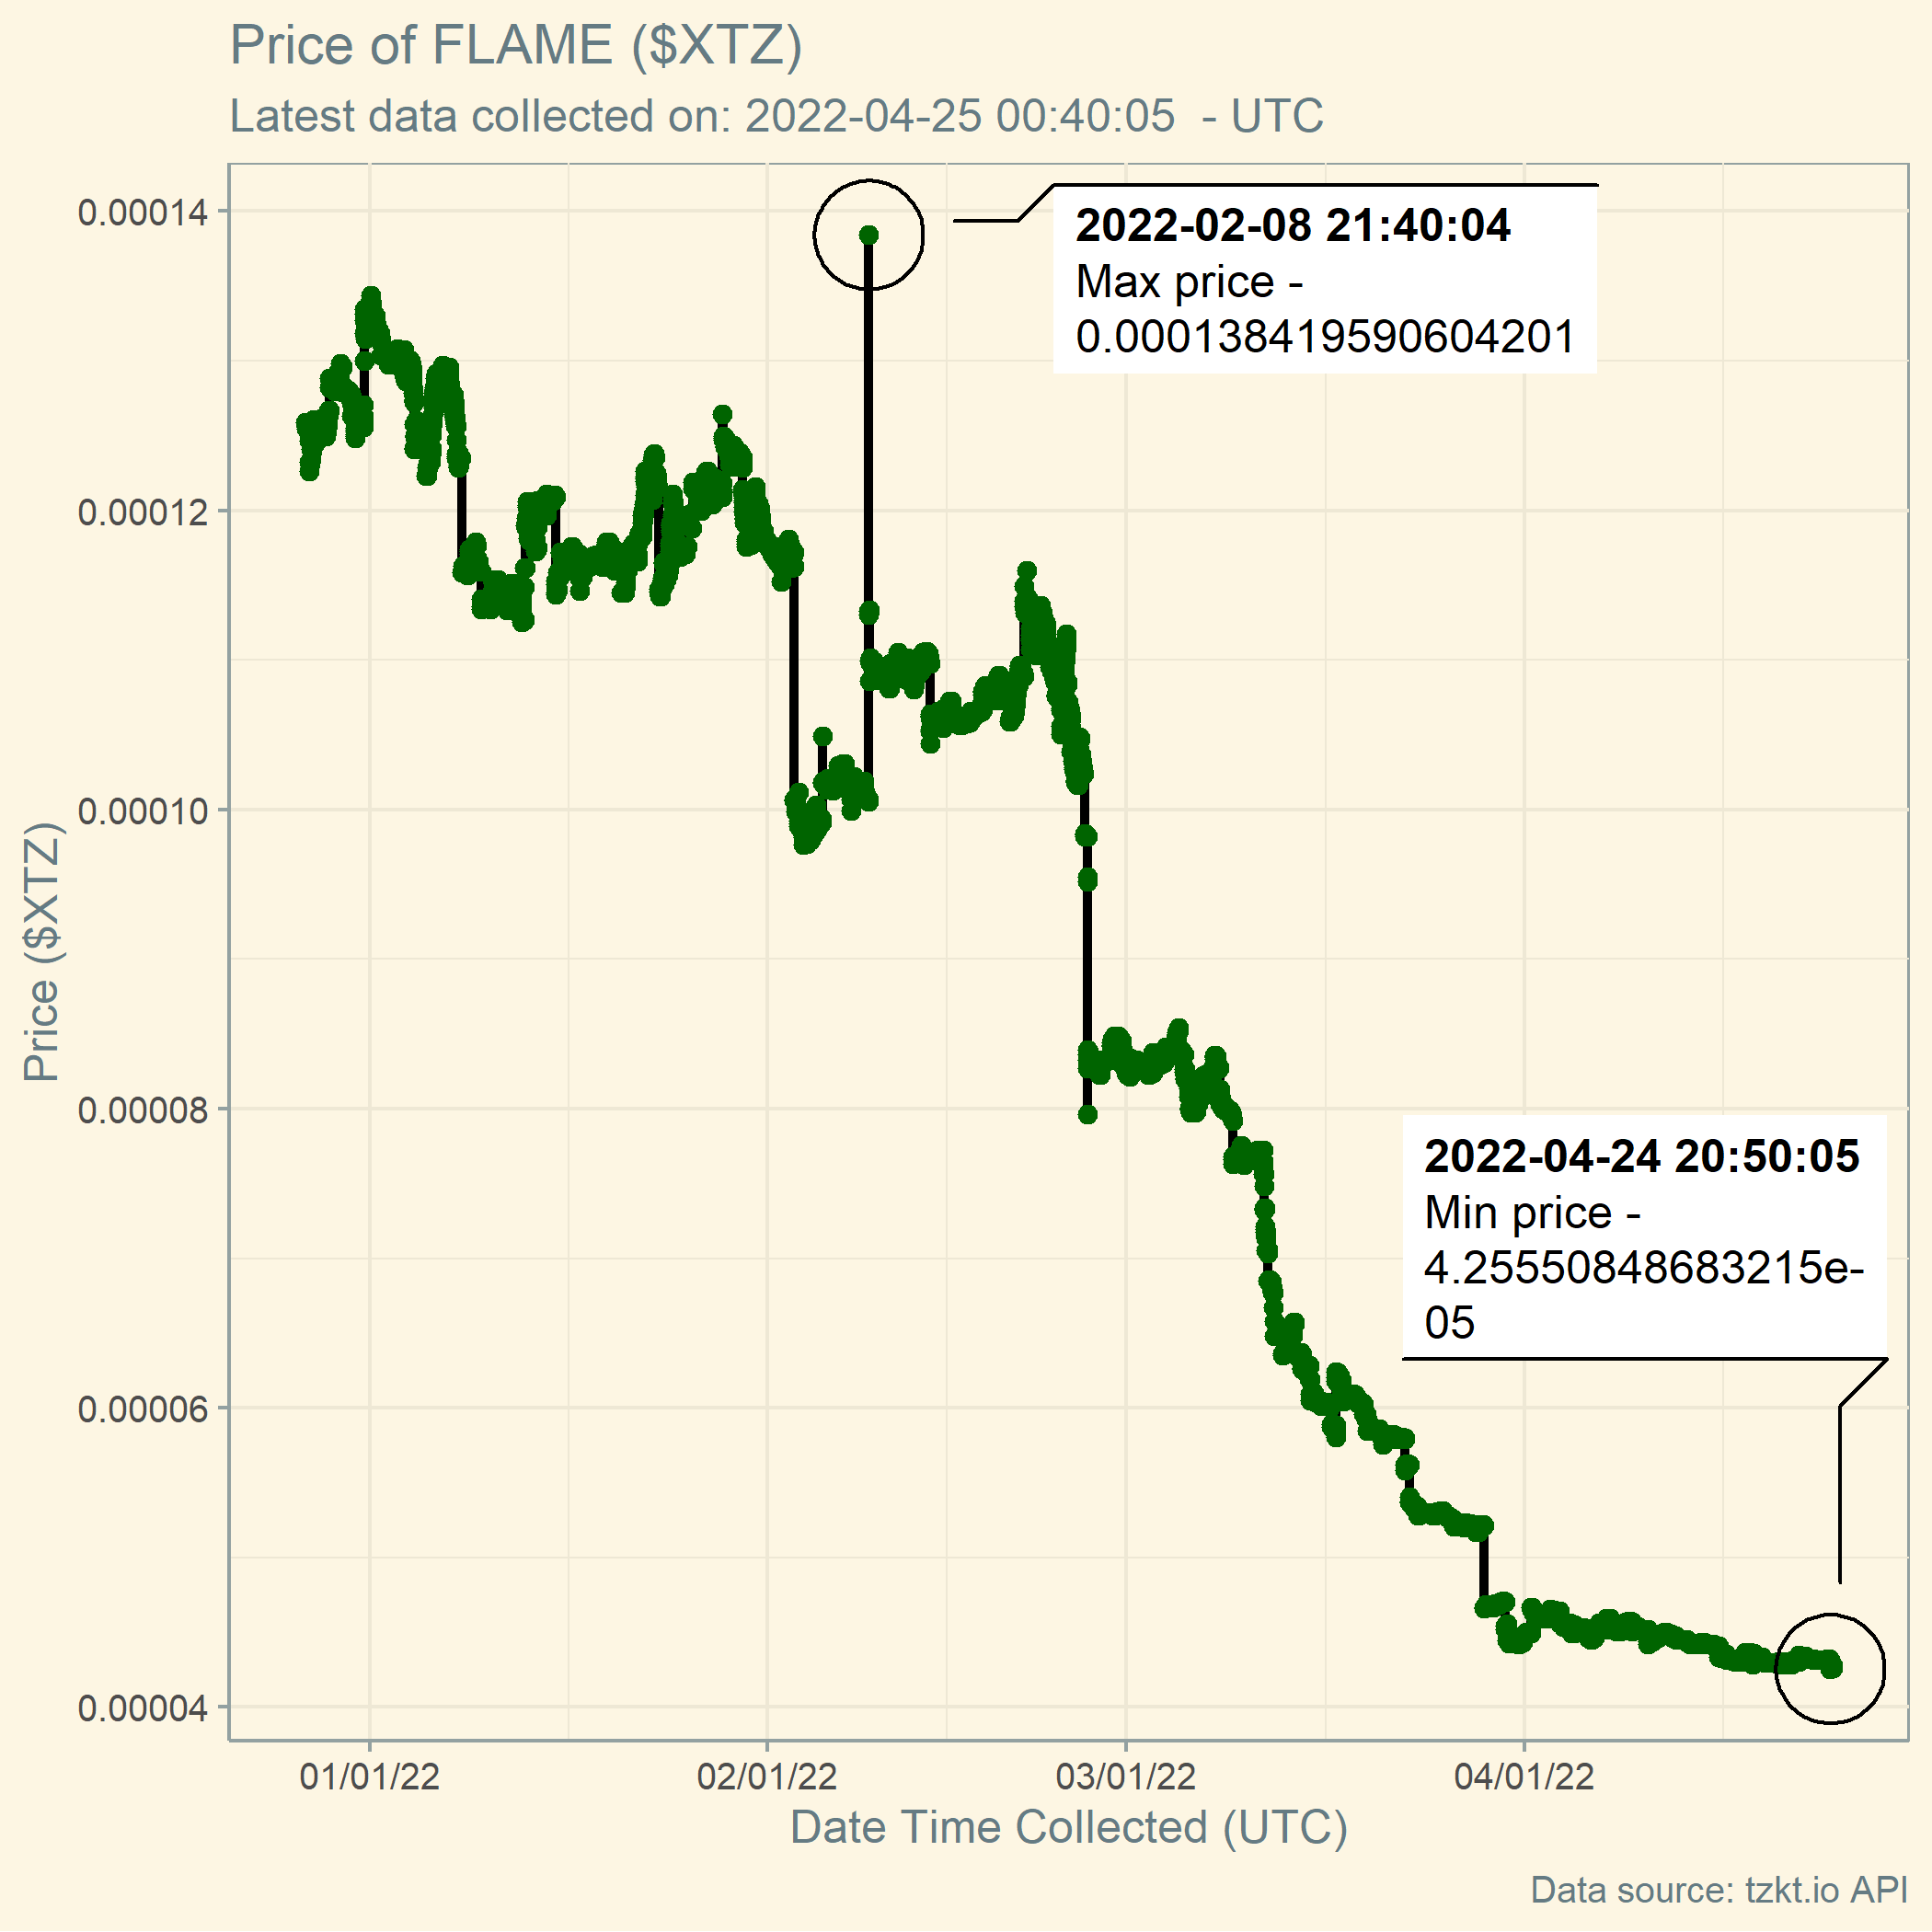 Price of FLAME ($XTZ)
Latest data collected on: 2022-04-25 00:40:05  - UTC
0.00014
0.00012
0.00010
0.00008
0.00006
0.00004
Price ($XTZ)
2022-02-08 21:40:04
Max price -
0.000138419590604201
2022-04-24 20:50:05
Min price -
4.25550848683215e-
05
01/01/22
02/01/22
03/01/22
04/01/22
Date Time Collected (UTC)
Data source: tzkt.io API